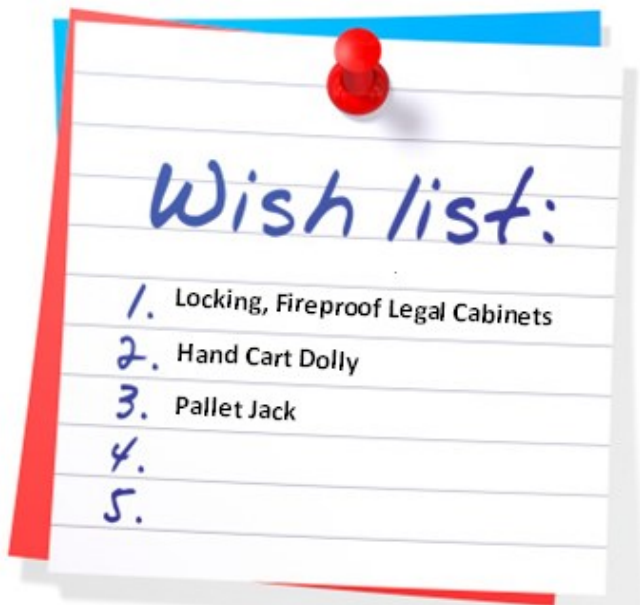 Wish list:
1. Locking, Fireproof Legal Cabinets
2. Hand Cart Dolly
3. Pallet Jack
4.
5.